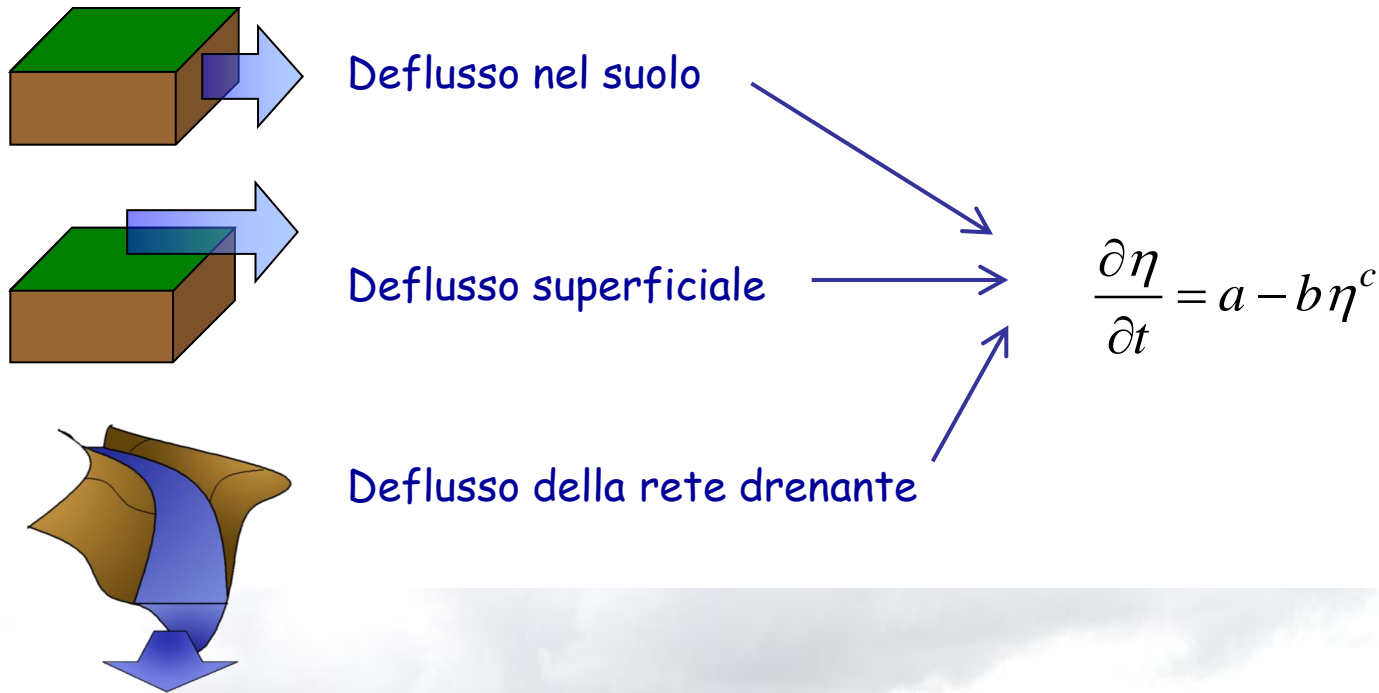 Deflusso nel suolo
Deflusso superficiale
∂η/∂t = a − bη^c
Deflusso della rete drenante